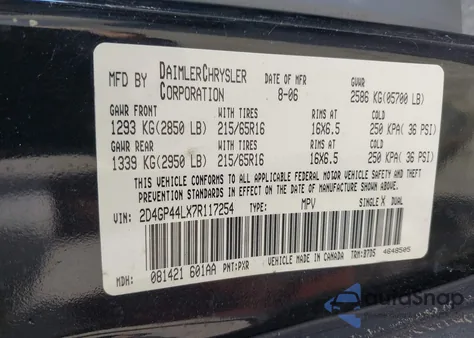 MFD BY DAIMLERCHRYSLER CORPORATION DATE OF MFR 8-06 GVWR 2586 KG(05700 LB)
GAWR FRONT WITH TIRES RIMS AT COLD
1293 KG(2850 LB) 215/65R16 16X6.5 250 KPA( 36 PSI)
GAWR REAR WITH TIRES RIMS AT COLD
1339 KG(2950 LB) 215/65R16 16X6.5 250 KPA( 36 PSI)
THIS VEHICLE CONFORMS TO ALL APPLICABLE FEDERAL MOTOR VEHICLE SAFETY, BUMPER, AND THEFT
PREVENTION STANDARDS IN EFFECT ON THE DATE OF MANUFACTURE SHOWN ABOVE.
VIN: 2D4GP44LX7R117254 TYPE: MPV SINGLE X DUAL
MDH: 081421 601AA PNT:PXR VEHICLE MADE IN CANADA TRM:B7D5 4648505
AutoSnap